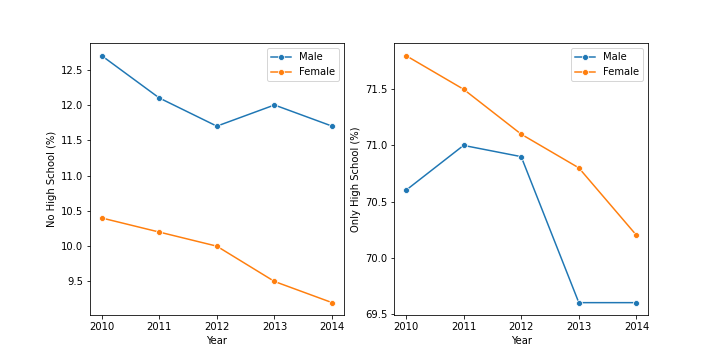 No High School (%)
12.5
12.0
11.5
11.0
10.5
10.0
9.5
2010 2011 2012 2013 2014
Year
Male
Female
Only High School (%)
71.5
71.0
70.5
70.0
69.5
2010 2011 2012 2013 2014
Year
Male
Female